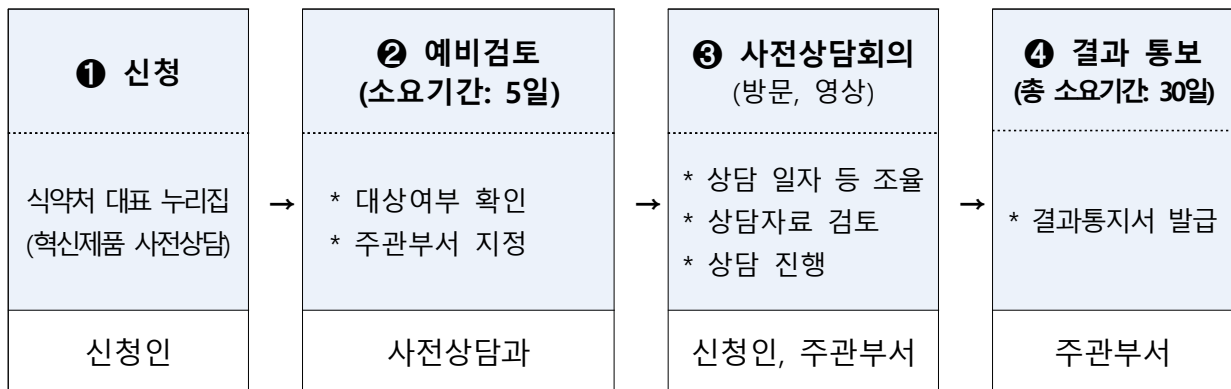 ❶ 신청
식약처 대표 누리집
(혁신제품 사전상담)
신청인
→
❷ 예비검토
(소요기간: 5일)
* 대상여부 확인
* 주관부서 지정
사전상담과
→
❸ 사전상담회의
(방문, 영상)
* 상담 일자 등 조율
* 상담자료 검토
* 상담 진행
신청인, 주관부서
→
❹ 결과 통보
(총 소요기간: 30일)
* 결과통지서 발급
주관부서